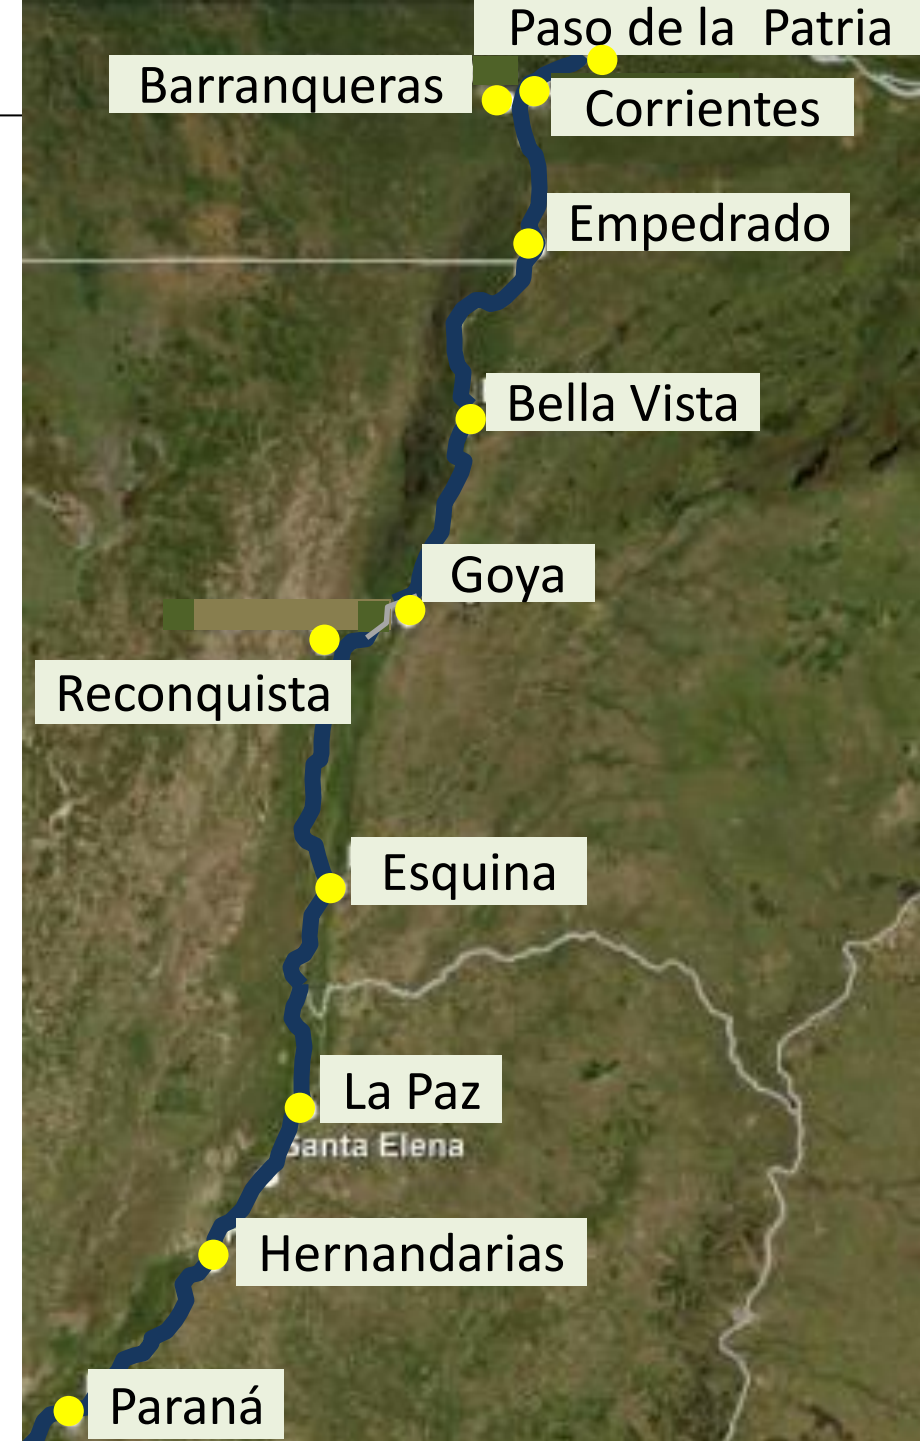 Paso de la Patria
Barranqueras
Corrientes
Empedrado
Bella Vista
Goya
Reconquista
Esquina
La Paz
Santa Elena
Hernandarias
Paraná